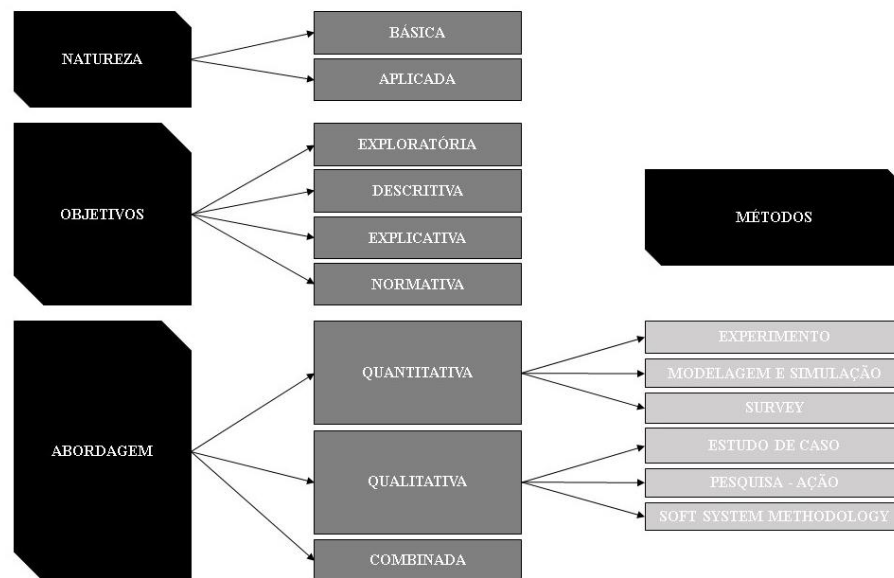 NATUREZA
BÁSICA
APLICADA
OBJETIVOS
EXPLORATÓRIA
DESCRITIVA
EXPLICATIVA
NORMATIVA
MÉTODOS
ABORDAGEM
QUANTITATIVA
QUALITATIVA
COMBINADA
EXPERIMENTO
MODELAGEM E SIMULAÇÃO
SURVEY
ESTUDO DE CASO
PESQUISA - AÇÃO
SOFT SYSTEM METHODOLOGY